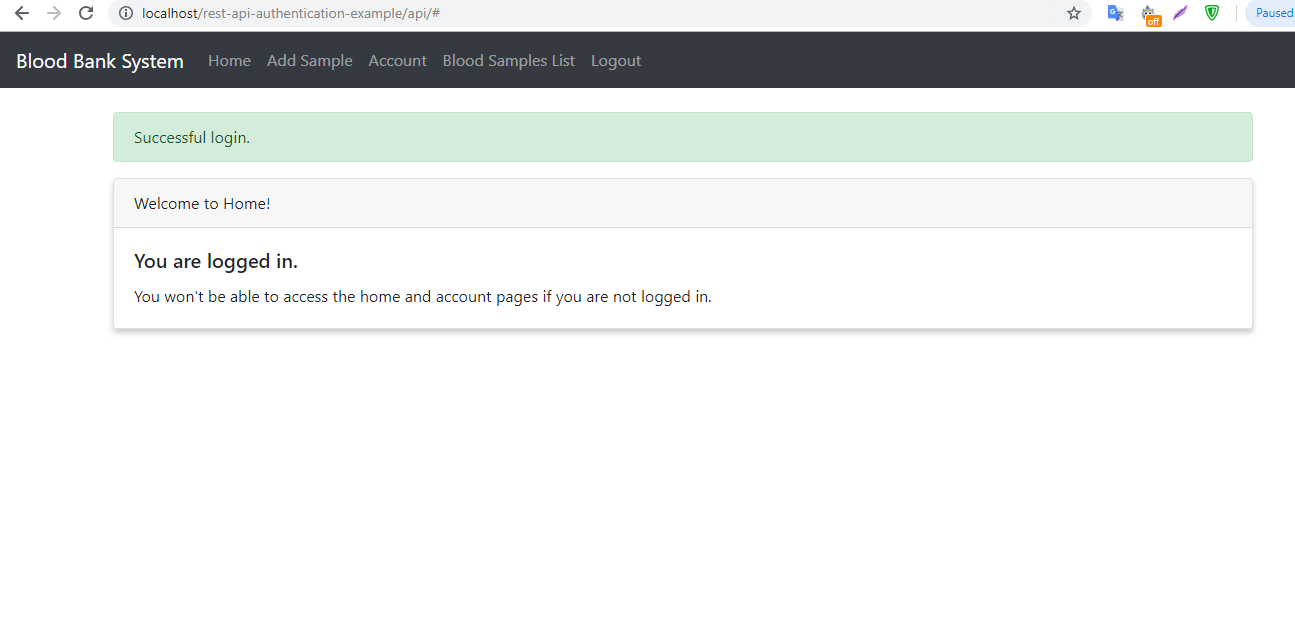 localhost/rest-api-authentication-example/api/#
off
Paused
Blood Bank System Home Add Sample Account Blood Samples List Logout
Successful login.
Welcome to Home!
You are logged in.
You won't be able to access the home and account pages if you are not logged in.